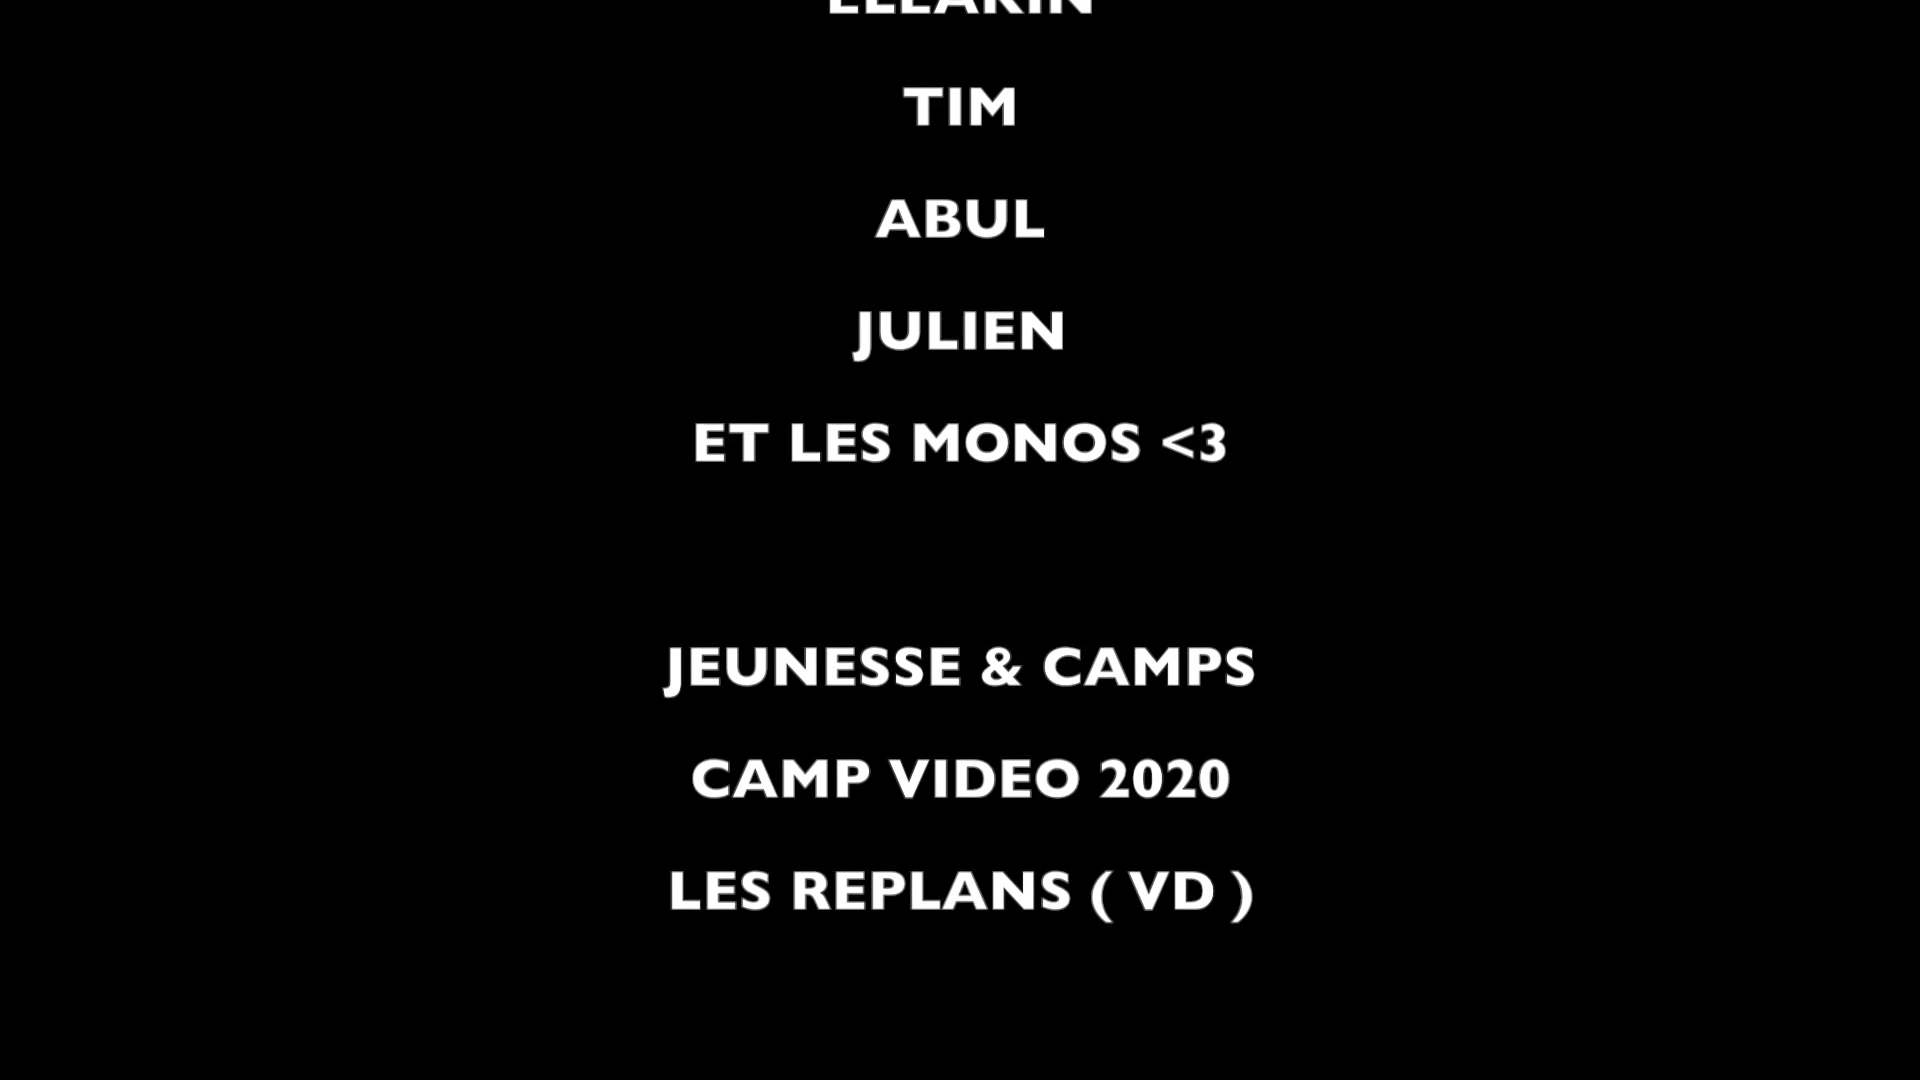 TIM
ABUL
JULIEN
ET LES MONOS <3
JEUNESSE & CAMPS
CAMP VIDEO 2020
LES REPLANS ( VD )